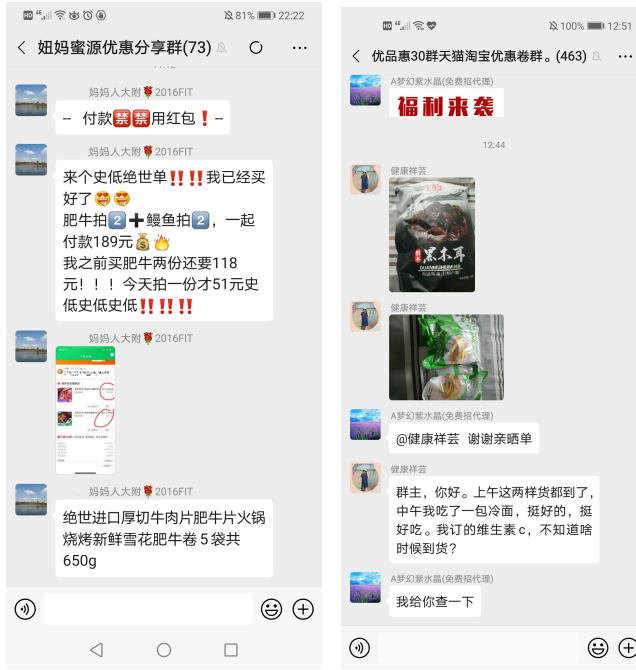 81% 22:22
妞妈蜜源优惠分享群(73)
妈妈人大附🌹2016FIT
-- 付款🈲🈲用红包❗--
妈妈人大附🌹2016FIT
来个史低绝世单‼️‼️我已经买
好了😍😍
肥牛拍2️⃣➕鳗鱼拍2️⃣，一起
付款189元💰🔥
我之前买肥牛两份还要118
元！！！今天拍一份才51元史
低史低史低‼️‼️‼️
妈妈人大附🌹2016FIT
妈妈人大附🌹2016FIT
绝世进口厚切牛肉片肥牛片火锅
烧烤新鲜雪花肥牛卷５袋共
650g
100% 12:51
优品惠30群天猫淘宝优惠卷群。(463)
A梦幻紫水晶(免费招代理)
福利来袭
12:44
健康祥芸
黑木耳
健康祥芸
A梦幻紫水晶(免费招代理)
@健康祥芸 谢谢亲晒单
健康祥芸
群主，你好。上午这两样货都到了，
中午我吃了一包冷面，挺好的，挺
好吃。我订的维生素c，不知道啥
时候到货？
A梦幻紫水晶(免费招代理)
我给你查一下